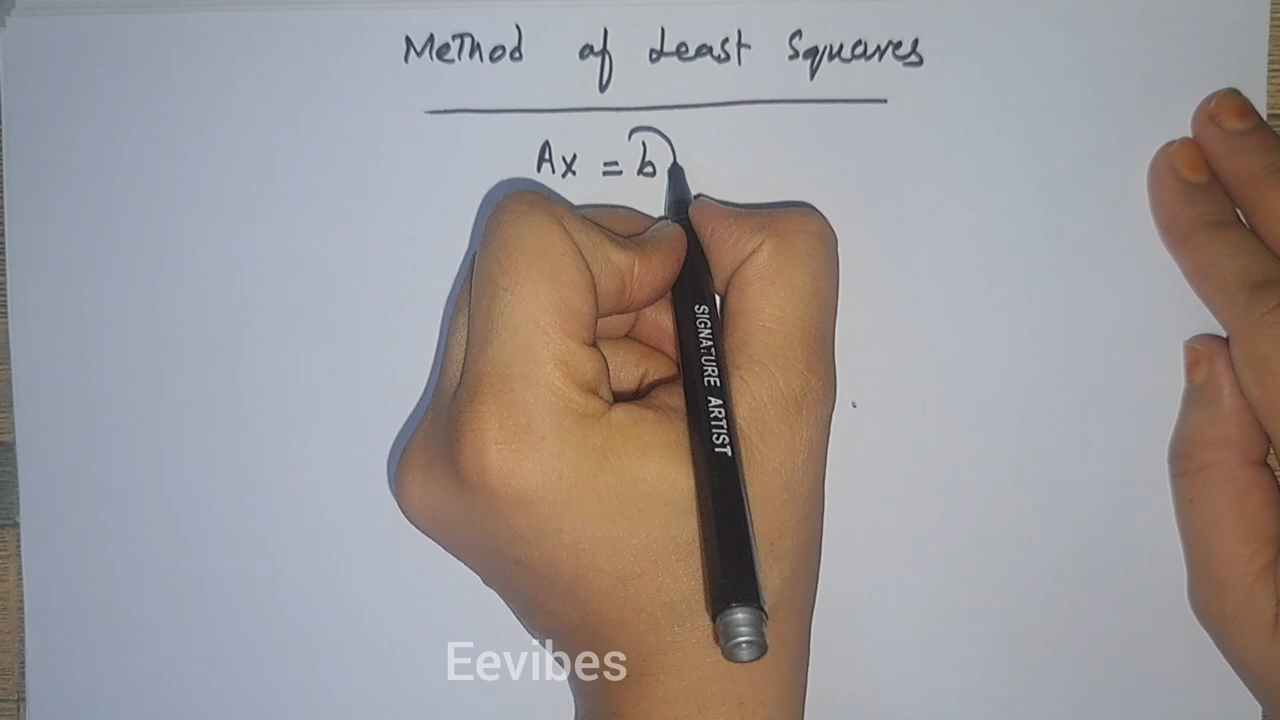 Method of Least Squares
Ax = b
SIGNATURE ARTIST
Eevibes